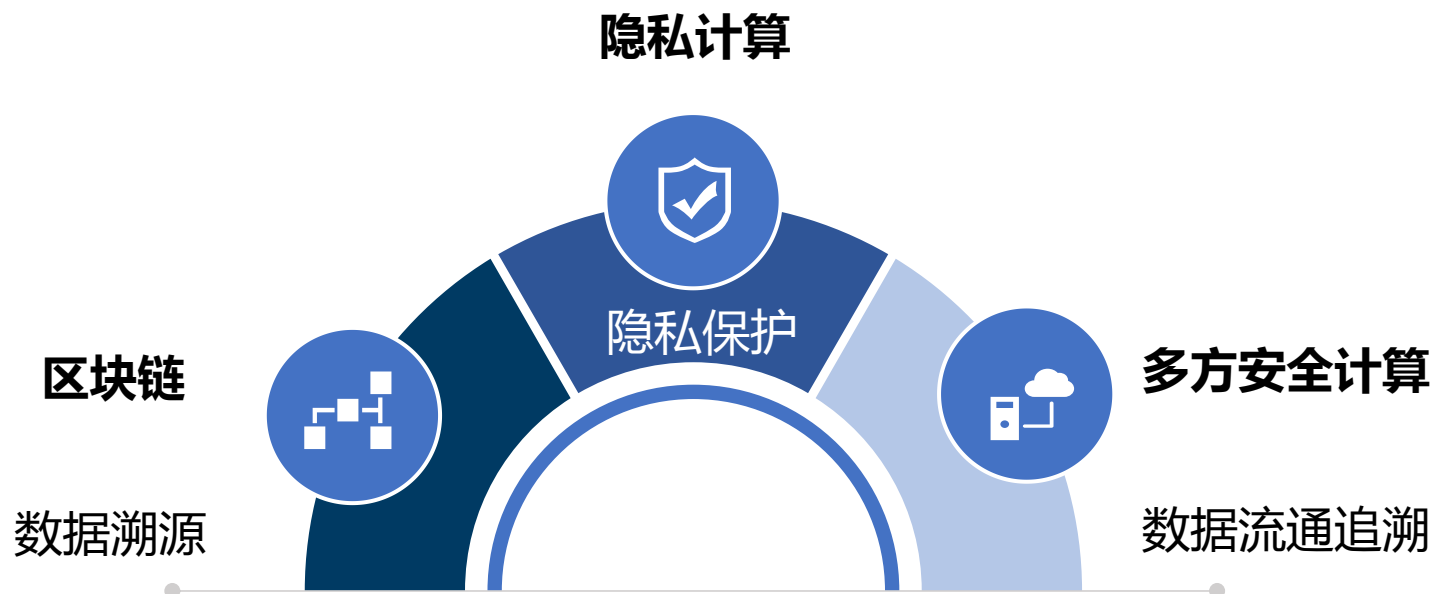 隐私计算
隐私保护
区块链
数据溯源
多方安全计算
数据流通追溯